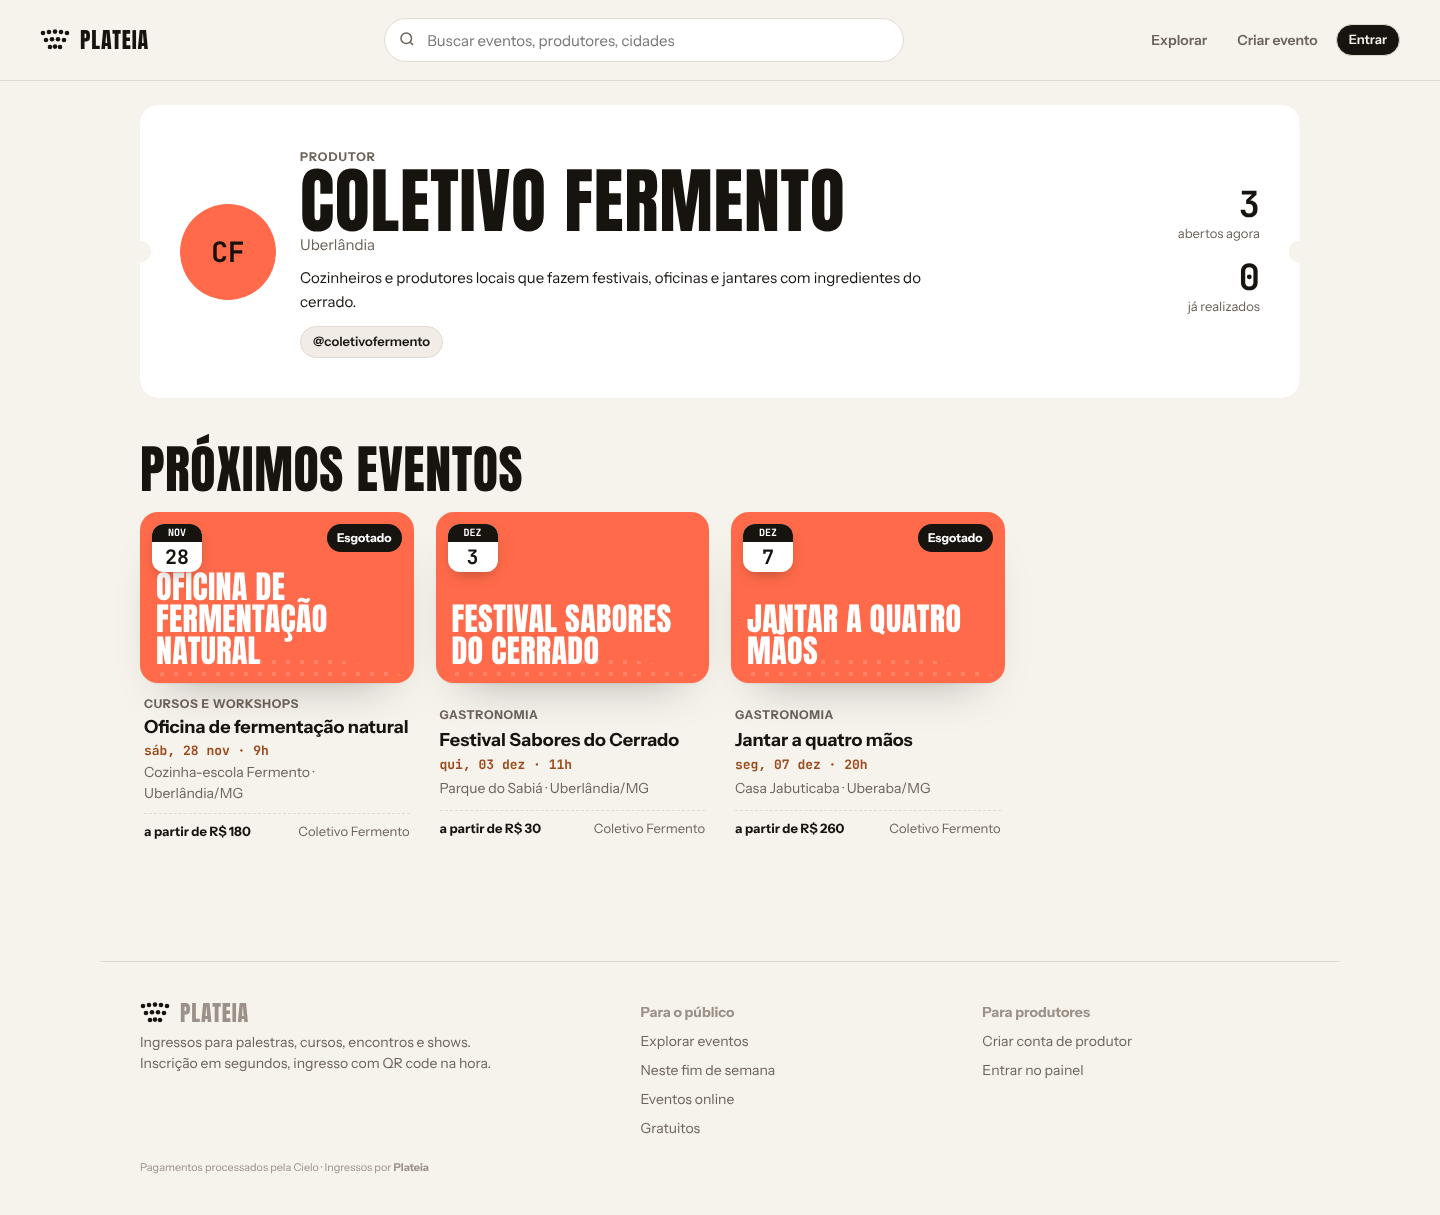 PLATEIA
Buscar eventos, produtores, cidades
Explorar
Criar evento
Entrar
PRODUTOR
COLETIVO FERMENTO
Uberlândia
Cozinheiros e produtores locais que fazem festivais, oficinas e jantares com ingredientes do
cerrado.
@coletivofermento
CF
3
abertos agora
0
já realizados
PRÓXIMOS EVENTOS
NOV
28
Esgotado
OFICINA DE
FERMENTAÇÃO
NATURAL
CURSOS E WORKSHOPS
Oficina de fermentação natural
sáb, 28 nov · 9h
Cozinha-escola Fermento ·
Uberlândia/MG
a partir de R$ 180
Coletivo Fermento
DEZ
3
FESTIVAL SABORES
DO CERRADO
GASTRONOMIA
Festival Sabores do Cerrado
qui, 03 dez · 11h
Parque do Sabiá · Uberlândia/MG
a partir de R$ 30
Coletivo Fermento
DEZ
7
Esgotado
JANTAR A QUATRO
MÃOS
GASTRONOMIA
Jantar a quatro mãos
seg, 07 dez · 20h
Casa Jabuticaba · Uberaba/MG
a partir de R$ 260
Coletivo Fermento
PLATEIA
Ingressos para palestras, cursos, encontros e shows.
Inscrição em segundos, ingresso com QR code na hora.
Para o público
Explorar eventos
Neste fim de semana
Eventos online
Gratuitos
Para produtores
Criar conta de produtor
Entrar no painel
Pagamentos processados pela Cielo · Ingressos por Plateia